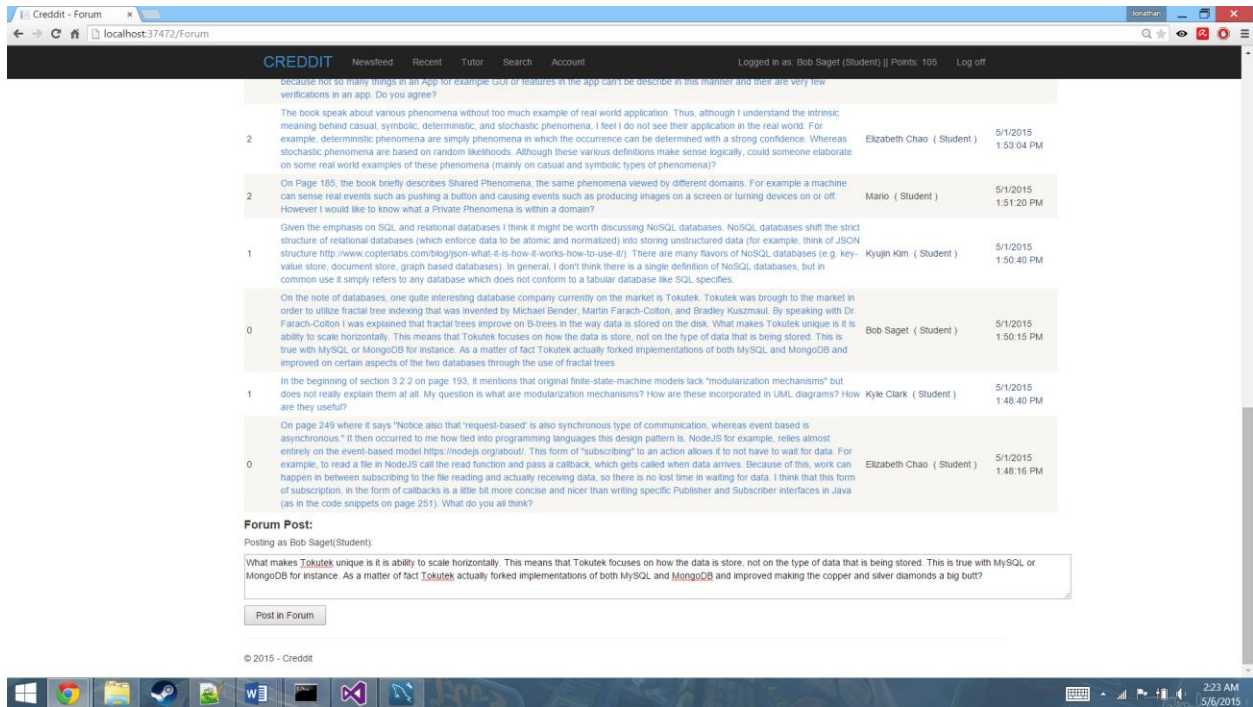 Creddit - Forum
Jonathan
localhost:37472/Forum
CREDDIT Newsfeed Recent Tutor Search Account Logged in as: Bob Saget (Student) || Points: 105 Log off
because not so many things in an App for example GUI or features in the app can't be describe in this manner and their are very few
verifications in an app. Do you agree?
The book speak about various phenomena without too much example of real world application. Thus, although I understand the intrinsic
meaning behind casual, symbolic, deterministic, and stochastic phenomena, I feel I do not see their application in the real world. For
2 example, deterministic phenomena are simply phenomena in which the occurrence can be determined with a strong confidence. Whereas Elizabeth Chao ( Student ) 5/1/2015 1:53:04 PM
stochastic phenomena are based on random likelihoods. Although these various definitions make sense logically, could someone elaborate
on some real world examples of these phenomena (mainly on casual and symbolic types of phenomena)?
On Page 185, the book briefly describes Shared Phenomena, the same phenomena viewed by different domains. For example a machine
2 can sense real events such as pushing a button and causing events such as producing images on a screen or turning devices on or off. Mario ( Student ) 5/1/2015 1:51:20 PM
However I would like to know what a Private Phenomena is within a domain?
Given the emphasis on SQL and relational databases I think it might be worth discussing NoSQL databases. NoSQL databases shift the strict
structure of relational databases (which enforce data to be atomic and normalized) into storing unstructured data (for example, think of JSON
1 structure http://www.copterlabs.com/blog/json-what-it-is-how-it-works-how-to-use-it/). There are many flavors of NoSQL databases (e.g. key- Kyujin Kim ( Student ) 5/1/2015 1:50:40 PM
value store, document store, graph based databases). In general, I don't think there is a single definition of NoSQL databases, but in
common use it simply refers to any database which does not conform to a tabular database like SQL specifies.
On the note of databases, one quite interesting database company currently on the market is Tokutek. Tokutek was brough to the market in
order to utilize fractal tree indexing that was invented by Michael Bender, Martin Farach-Colton, and Bradley Kuszmaul. By speaking with Dr.
Farach-Colton I was explained that fractal trees improve on B-trees in the way data is stored on the disk. What makes Tokutek unique is it is
0 ability to scale horizontally. This means that Tokutek focuses on how the data is store, not on the type of data that is being stored. This is Bob Saget ( Student ) 5/1/2015 1:50:15 PM
true with MySQL or MongoDB for instance. As a matter of fact Tokutek actually forked implementations of both MySQL and MongoDB and
improved on certain aspects of the two databases through the use of fractal trees
In the beginning of section 3.2.2 on page 193, it mentions that original finite-state-machine models lack "modularization mechanisms" but
1 does not really explain them at all. My question is what are modularization mechanisms? How are these incorporated in UML diagrams? How Kyle Clark ( Student ) 5/1/2015 1:48:40 PM
are they useful?
On page 249 where it says "Notice also that 'request-based' is also synchronous type of communication, whereas event based is
asynchronous." It then occurred to me how tied into programming languages this design pattern is. NodeJS for example, relies almost
entirely on the event-based model https://nodejs.org/about/. This form of "subscribing" to an action allows it to not have to wait for data. For
0 example, to read a file in NodeJS call the read function and pass a callback, which gets called when data arrives. Because of this, work can Elizabeth Chao ( Student ) 5/1/2015 1:48:16 PM
happen in between subscribing to the file reading and actually receiving data, so there is no lost time in waiting for data. I think that this form
of subscription, in the form of callbacks is a little bit more concise and nicer than writing specific Publisher and Subscriber interfaces in Java
(as in the code snippets on page 251). What do you all think?
Forum Post:
Posting as Bob Saget(Student):
What makes Tokutek unique is it is ability to scale horizontally. This means that Tokutek focuses on how the data is store, not on the type of data that is being stored. This is true with MySQL or
MongoDB for instance. As a matter of fact Tokutek actually forked implementations of both MySQL and MongoDB and improved making the copper and silver diamonds a big butt?
Post in Forum
© 2015 - Creddit
2:23 AM
5/6/2015